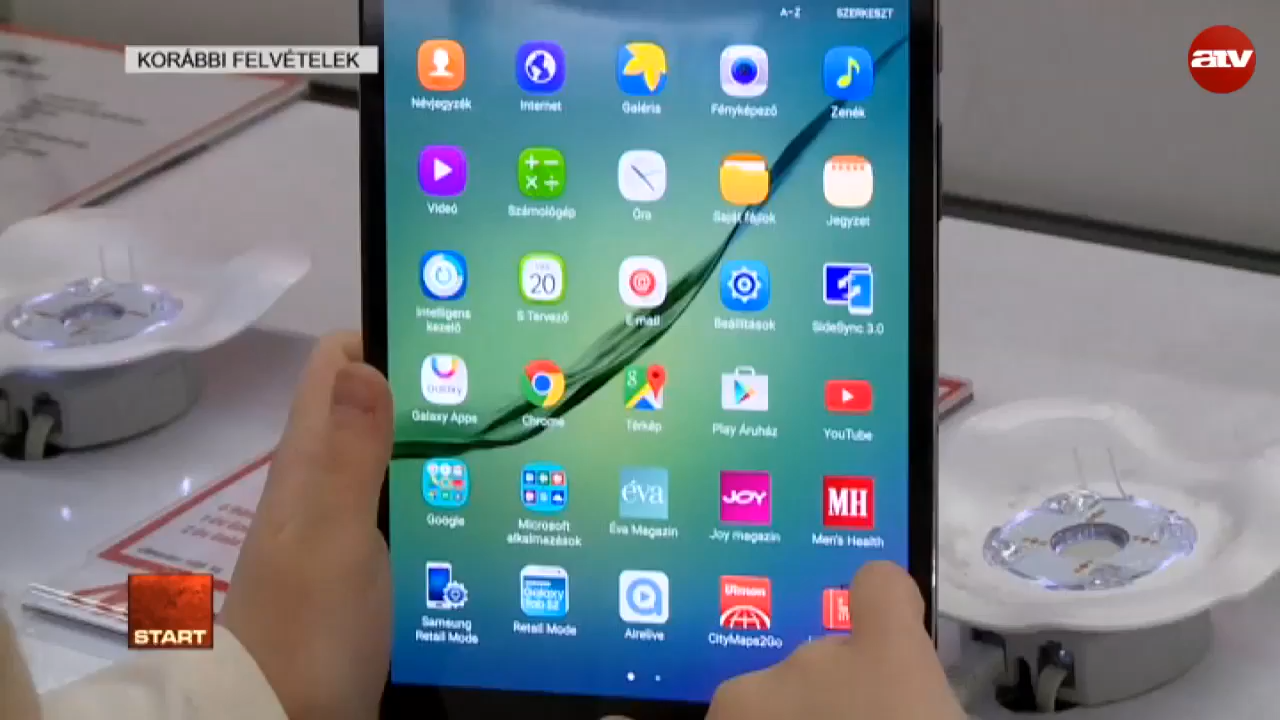 A-Z SZERKESZT
KORÁBBI FELVÉTELEK
atv
Névjegyzék Internet Galéria Fényképező Zenék
Videó Számológép Óra Saját fájlok Jegyzet
20
Intelligens
kezelő
S Tervező E-mail Beállítások SideSync 3.0
GALAXY
Galaxy Apps Chrome Térkép Play Áruház YouTube
éva JOY MH
Google Microsoft
alkalmazások
Éva Magazin Joy magazin Men's Health
Galaxy
Tab S2
Ulmon
Samsung
Retail Mode
Retail Mode Airelive CityMaps2Go
START